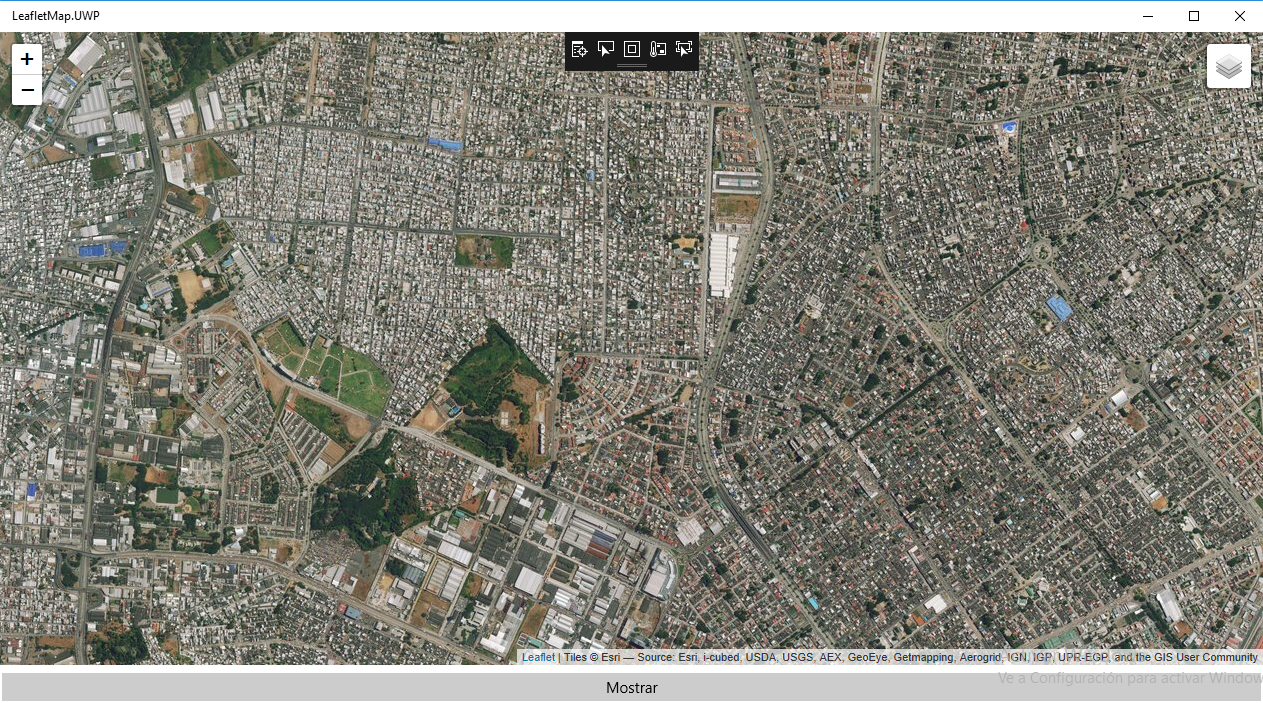 LeafletMap.UWP
+
−
Leaflet | Tiles © Esri — Source: Esri, i-cubed, USDA, USGS, AEX, GeoEye, Getmapping, Aerogrid, IGN, IGP, UPR-EGP, and the GIS User Community
Mostrar
Ve a Configuración para activar Window